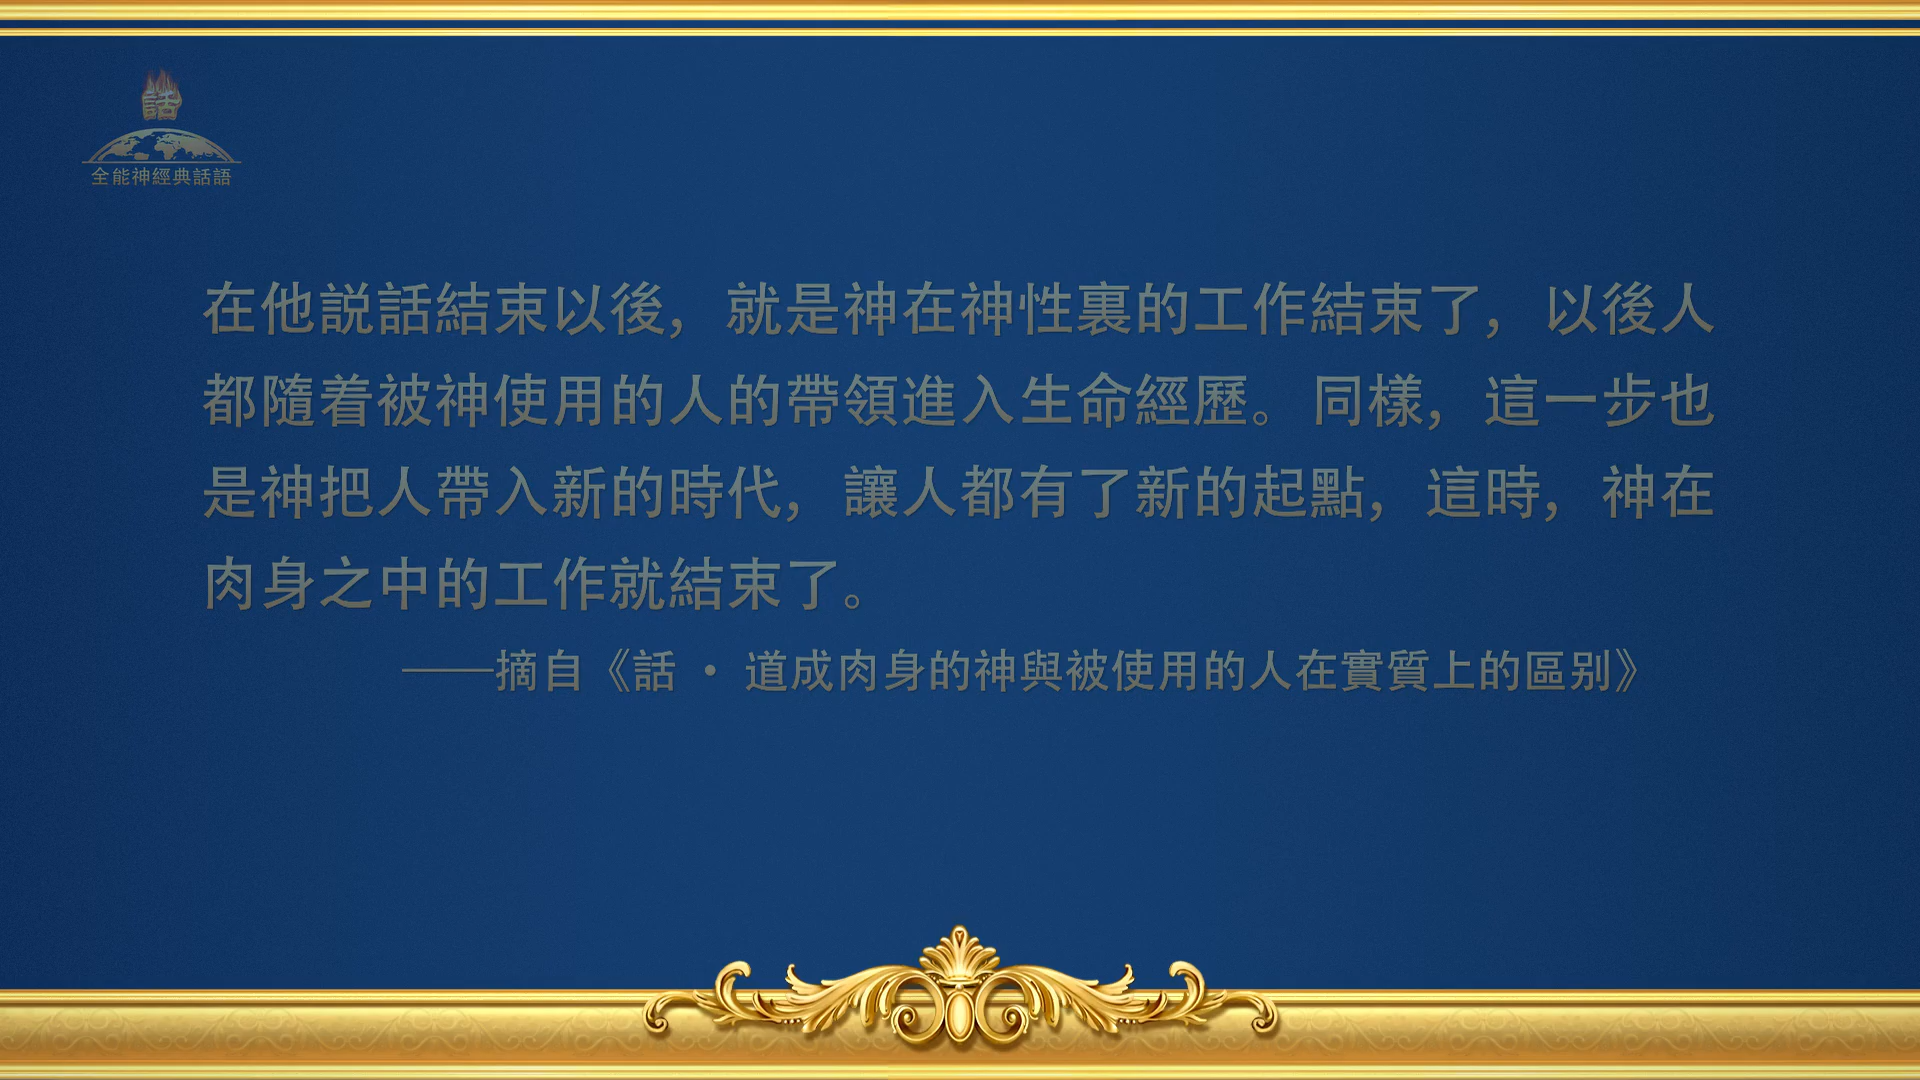 話
全能神經典話語
在他説話結束以後，就是神在神性裏的工作結束了，以後人
都隨着被神使用的人的帶領進入生命經歷。同樣，這一步也
是神把人帶入新的時代，讓人都有了新的起點，這時，神在
肉身之中的工作就結束了。
——摘自《話 • 道成肉身的神與被使用的人在實質上的區别》